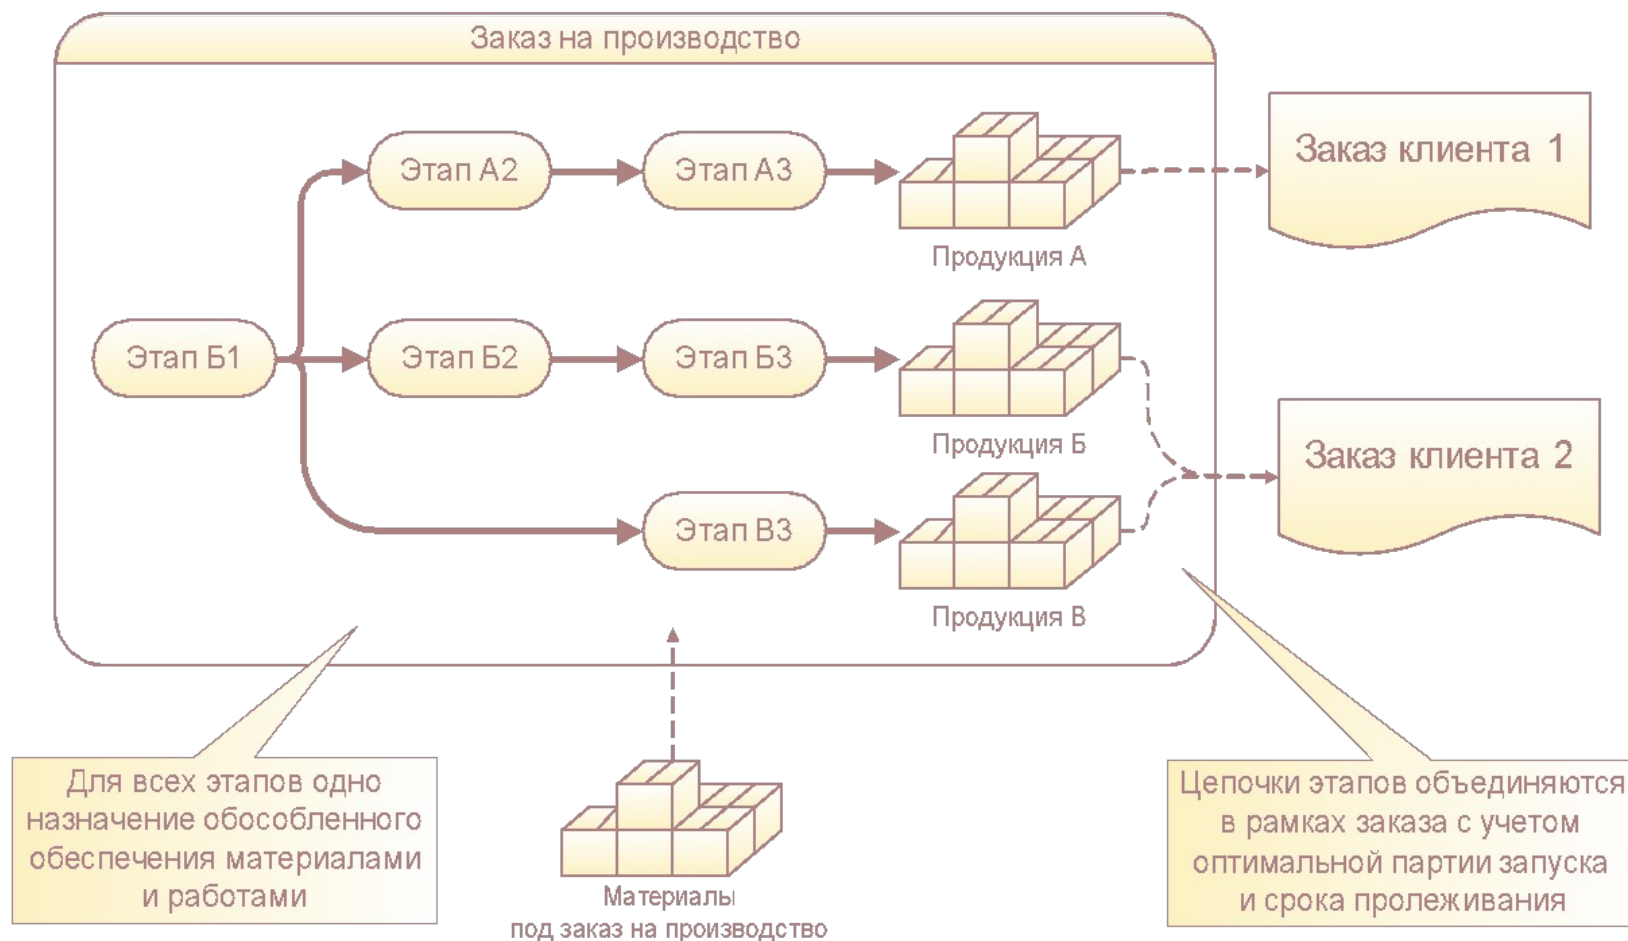 Заказ на производство
Этап А2
Этап А3
Продукция А
Заказ клиента 1
Этап Б1
Этап Б2
Этап Б3
Продукция Б
Заказ клиента 2
Этап В3
Продукция В
Для всех этапов одно
назначение обособленного
обеспечения материалами
и работами
Материалы
под заказ на производство
Цепочки этапов объединяются
в рамках заказа с учетом
оптимальной партии запуска
и срока пролеживания